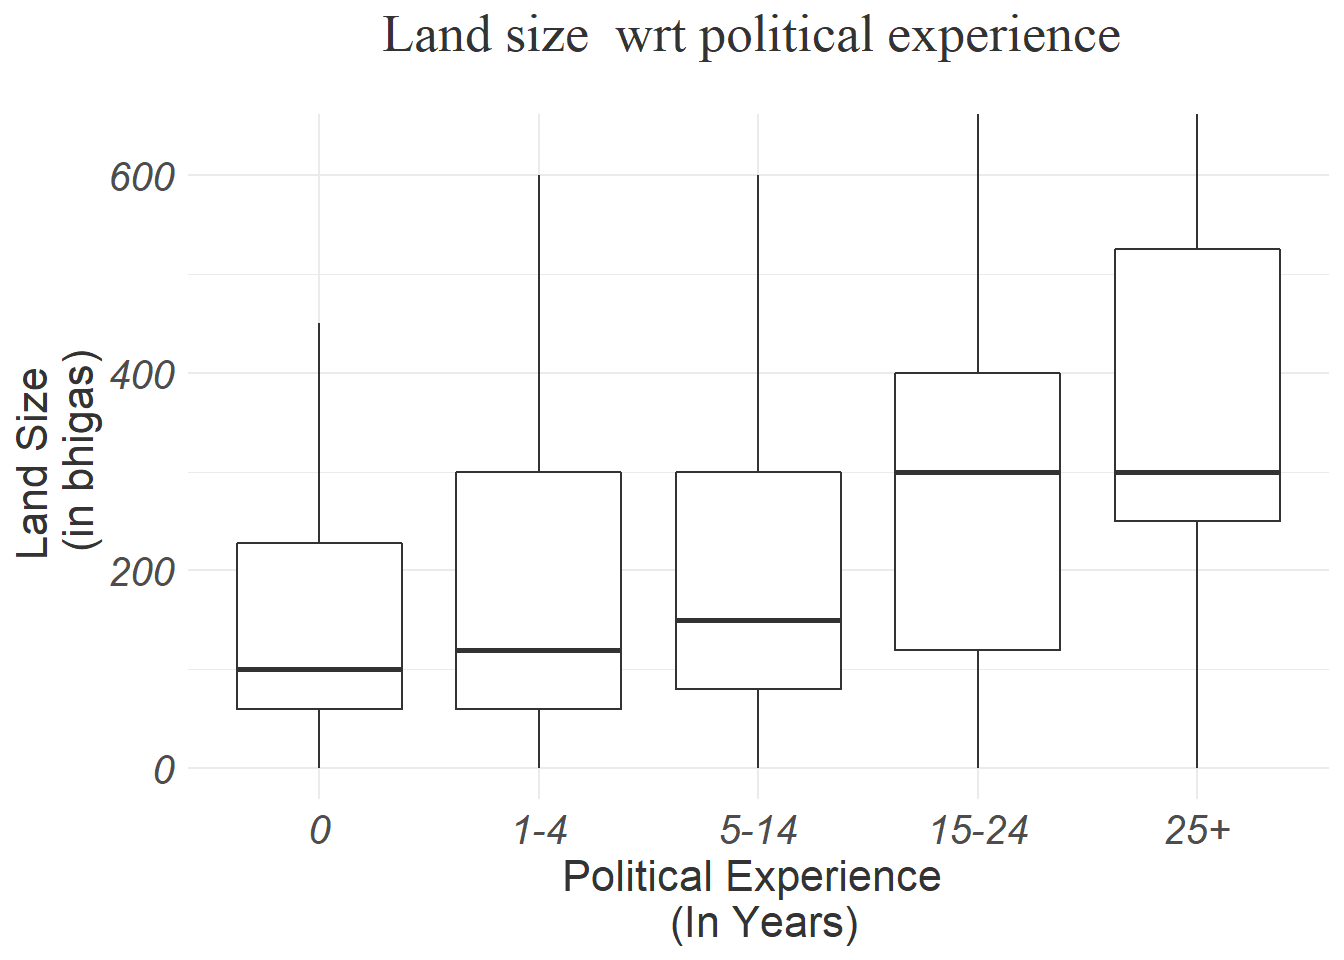 Land size  wrt political experience
600
400
200
0
Land Size
(in bhigas)
0
1-4
5-14
15-24
25+
Political Experience
(In Years)